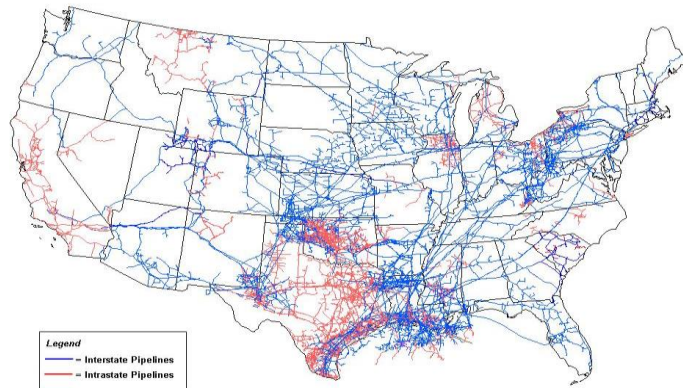 Legend
= Interstate Pipelines
= Intrastate Pipelines